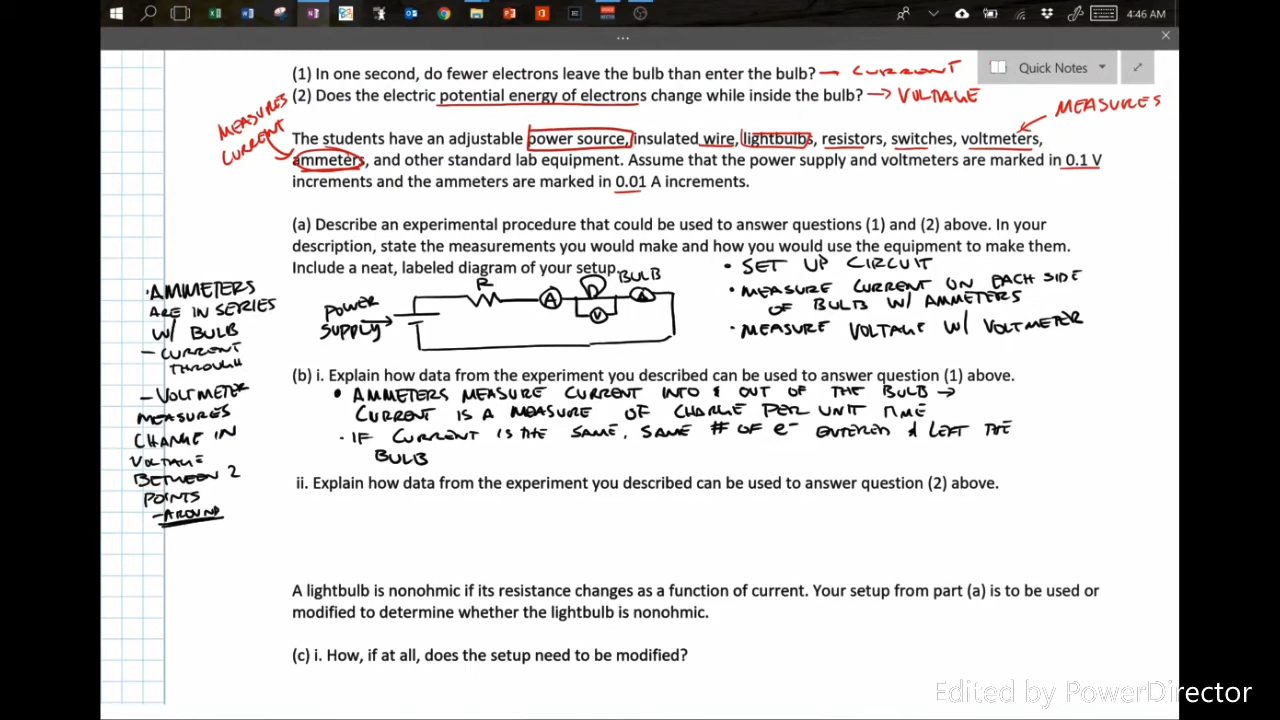 4:46 AM
...
Quick Notes
(1) In one second, do fewer electrons leave the bulb than enter the bulb? → CURRENT
(2) Does the electric potential energy of electrons change while inside the bulb? → VOLTAGE
MEASURES CURRENT
MEASURES
The students have an adjustable power source, insulated wire, lightbulbs, resistors, switches, voltmeters,
ammeters, and other standard lab equipment. Assume that the power supply and voltmeters are marked in 0.1 V
increments and the ammeters are marked in 0.01 A increments.
(a) Describe an experimental procedure that could be used to answer questions (1) and (2) above. In your
description, state the measurements you would make and how you would use the equipment to make them.
Include a neat, labeled diagram of your setup.
• SET UP CIRCUIT
• MEASURE CURRENT ON EACH SIDE
OF BULB W/ AMMETERS
• MEASURE VOLTAGE W/ VOLTMETER
POWER
SUPPLY
R
A
BULB
V
A
• AMMETERS
ARE IN SERIES
W/ BULB
– CURRENT
THROUGH
– VOLTMETER
MEASURES
CHANGE IN
VOLTAGE
BETWEEN 2
POINTS
– AROUND
(b) i. Explain how data from the experiment you described can be used to answer question (1) above.
• AMMETERS MEASURE CURRENT INTO & OUT OF THE BULB →
CURRENT IS A MEASURE OF CHARGE PER UNIT TIME
• IF CURRENT IS THE SAME, SAME # OF e- ENTERED & LEFT THE
BULB
ii. Explain how data from the experiment you described can be used to answer question (2) above.
A lightbulb is nonohmic if its resistance changes as a function of current. Your setup from part (a) is to be used or
modified to determine whether the lightbulb is nonohmic.
(c) i. How, if at all, does the setup need to be modified?
Edited by PowerDirector